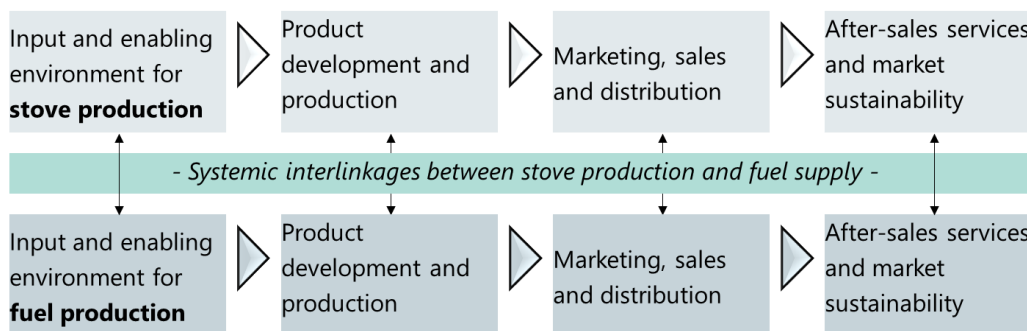 Input and enabling
environment for
stove production
Product
development and
production
Marketing, sales
and distribution
After-sales services
and market
sustainability
- Systemic interlinkages between stove production and fuel supply -
Input and enabling
environment for
fuel production
Product
development and
production
Marketing, sales
and distribution
After-sales services
and market
sustainability